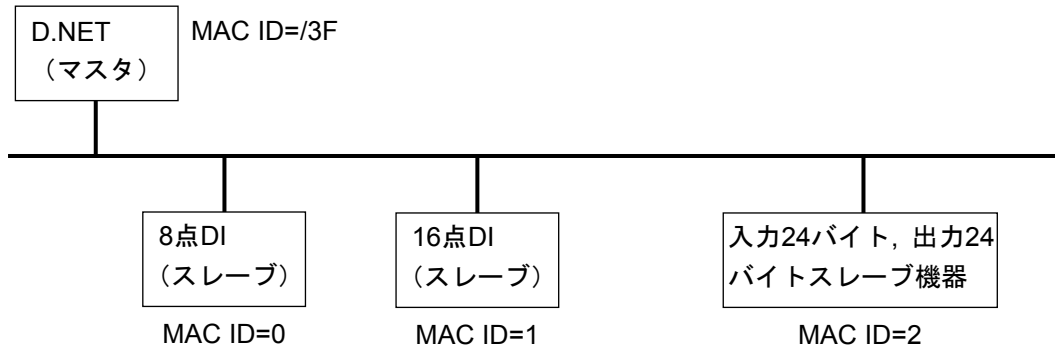 D.NET
（マスタ）
MAC ID=/3F
8点DI
（スレーブ）
16点DI
（スレーブ）
入力24バイト, 出力24
バイトスレーブ機器
MAC ID=0
MAC ID=1
MAC ID=2